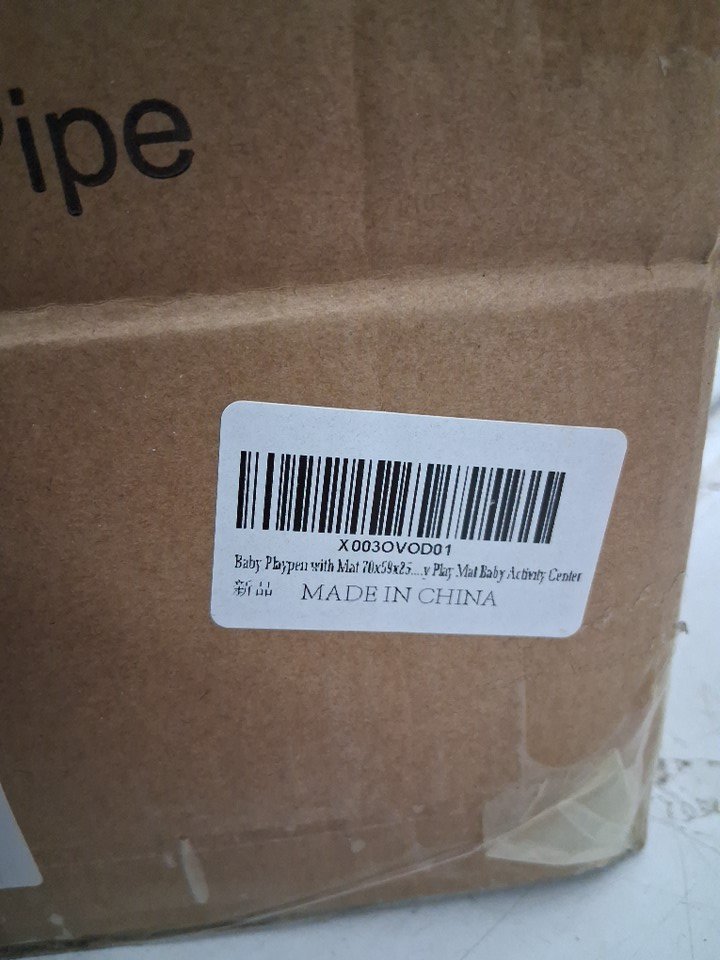 ipe
X003OVOD01
Baby Playpen with Mat 70x59x25....y Play Mat Baby Activity Center
新品 MADE IN CHINA